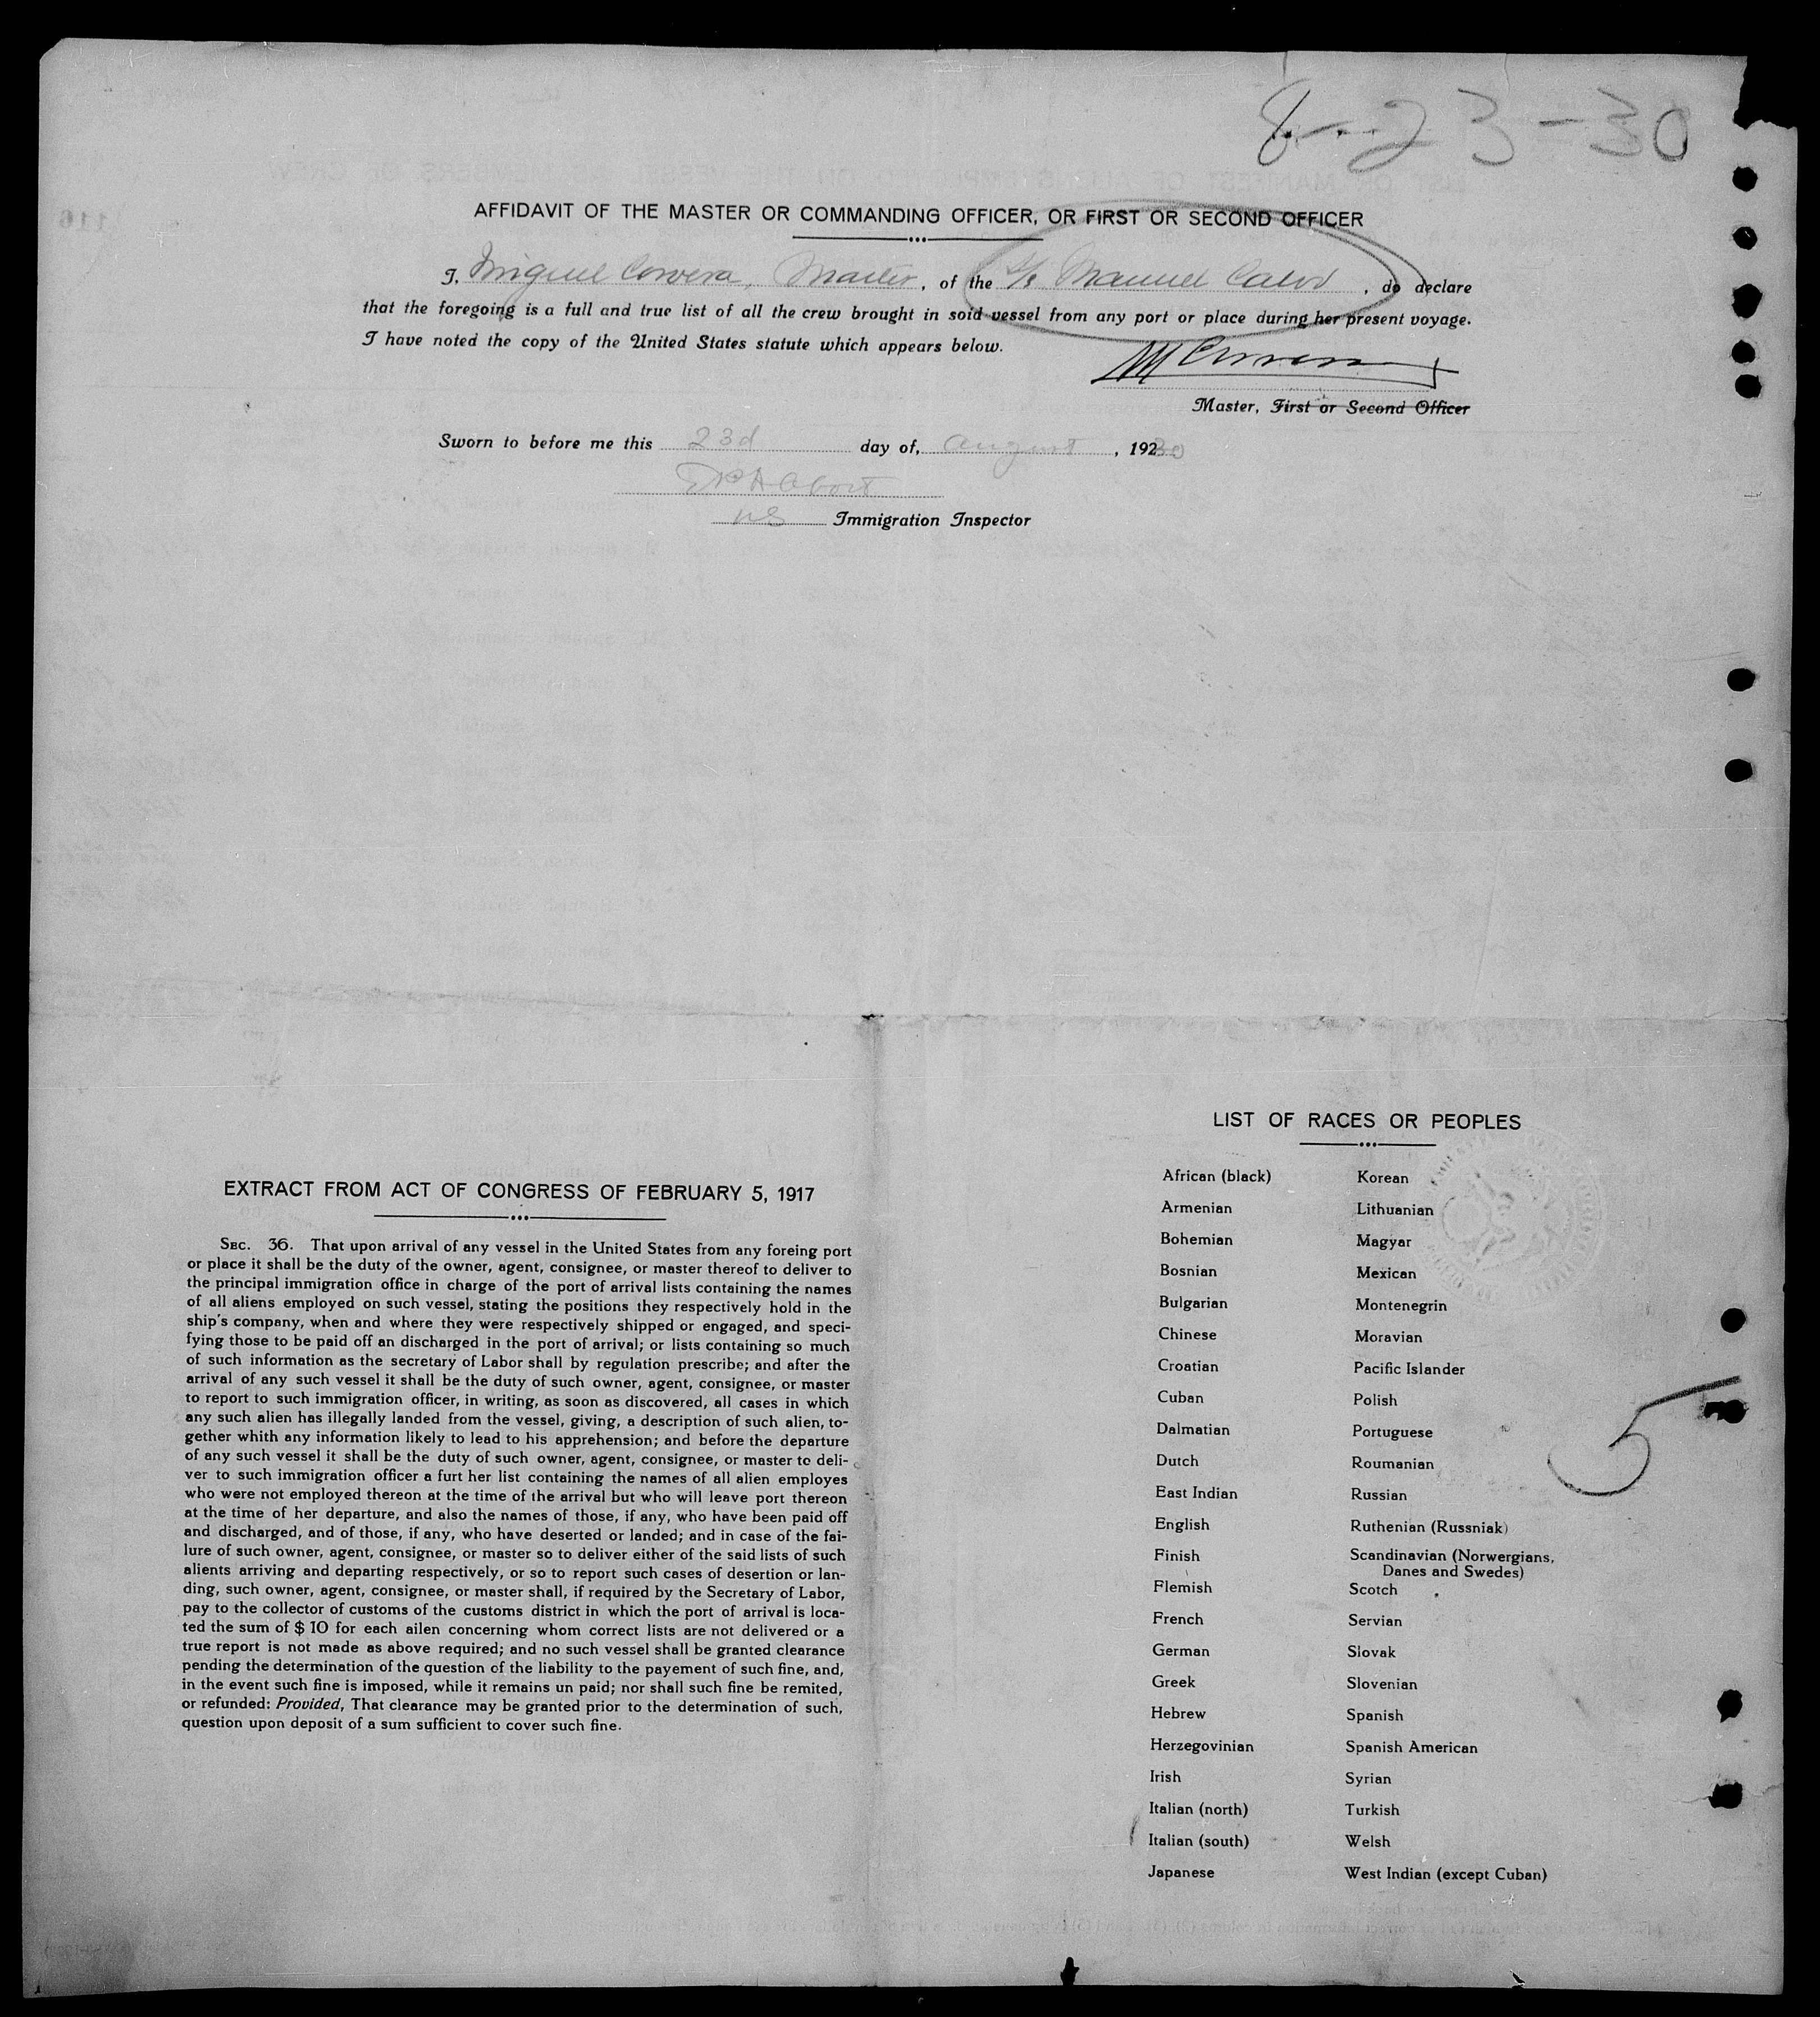 8-23-30
AFFIDAVIT OF THE MASTER OR COMMANDING OFFICER, OR FIRST OR SECOND OFFICER
I, Miguel Corvera, Master, of the S/S Manuel Calvo, do declare
that the foregoing is a full and true list of all the crew brought in soid vessel from any port or place during her present voyage.
I have noted the copy of the United States statute which appears below.
Master, First or Second Officer
Sworn to before me this 23d day of, August, 19230
US Immigration Inspector
EXTRACT FROM ACT OF CONGRESS OF FEBRUARY 5, 1917
SEC. 36. That upon arrival of any vessel in the United States from any foreing port
or place it shall be the duty of the owner, agent, consignee, or master thereof to deliver to
the principal immigration office in charge of the port of arrival lists containing the names
of all aliens employed on such vessel, stating the positions they respectively hold in the
ship's company, when and where they were respectively shipped or engaged, and speci-
fying those to be paid off an discharged in the port of arrival; or lists containing so much
of such information as the secretary of Labor shall by regulation prescribe; and after the
arrival of any such vessel it shall be the duty of such owner, agent, consignee, or master
to report to such immigration officer, in writing, as soon as discovered, all cases in which
any such alien has illegally landed from the vessel, giving, a description of such alien, to-
gether whith any information likely to lead to his apprehension; and before the departure
of any such vessel it shall be the duty of such owner, agent, consignee, or master to deli-
ver to such immigration officer a furt her list containing the names of all alien employes
who were not employed thereon at the time of the arrival but who will leave port thereon
at the time of her departure, and also the names of those, if any, who have been paid off
and discharged, and of those, if any, who have deserted or landed; and in case of the fai-
lure of such owner, agent, consignee, or master so to deliver either of the said lists of such
alients arriving and departing respectively, or so to report such cases of desertion or lan-
ding, such owner, agent, consignee, or master shall, if required by the Secretary of Labor,
pay to the collector of customs of the customs district in which the port of arrival is loca-
ted the sum of $ 10 for each ailen concerning whom correct lists are not delivered or a
true report is not made as above required; and no such vessel shall be granted clearance
pending the determination of the question of the liability to the payement of such fine, and,
in the event such fine is imposed, while it remains un paid; nor shall such fine be remited,
or refunded: Provided, That clearance may be granted prior to the determination of such,
question upon deposit of a sum sufficient to cover such fine.
LIST OF RACES OR PEOPLES
African (black)
Armenian
Bohemian
Bosnian
Bulgarian
Chinese
Croatian
Cuban
Dalmatian
Dutch
East Indian
English
Finish
Flemish
French
German
Greek
Hebrew
Herzegovinian
Irish
Italian (north)
Italian (south)
Japanese
Korean
Lithuanian
Magyar
Mexican
Montenegrin
Moravian
Pacific Islander
Polish
Portuguese
Roumanian
Russian
Ruthenian (Russniak)
Scandinavian (Norwergians,
Danes and Swedes)
Scotch
Servian
Slovak
Slovenian
Spanish
Spanish American
Syrian
Turkish
Welsh
West Indian (except Cuban)
5